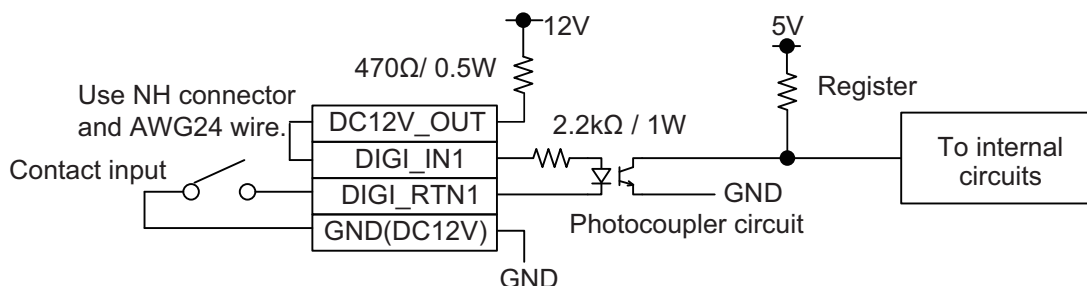 12V
5V
470Ω/ 0.5W
Register
Use NH connector
and AWG24 wire.
DC12V_OUT
2.2kΩ / 1W
DIGI_IN1
To internal
circuits
Contact input
DIGI_RTN1
GND
Photocoupler circuit
GND(DC12V)
GND